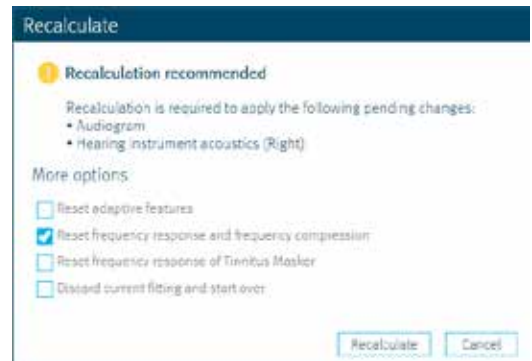 Recalculate
Recalculation recommended
Recalculation is required to apply the following pending changes:
• Audiogram
• Hearing instrument acoustics (Right)
More options
Reset adaptive features
Reset frequency response and frequency compression
Reset frequency response of Tinnitus Masker
Discard current fitting and start over
Recalculate Cancel